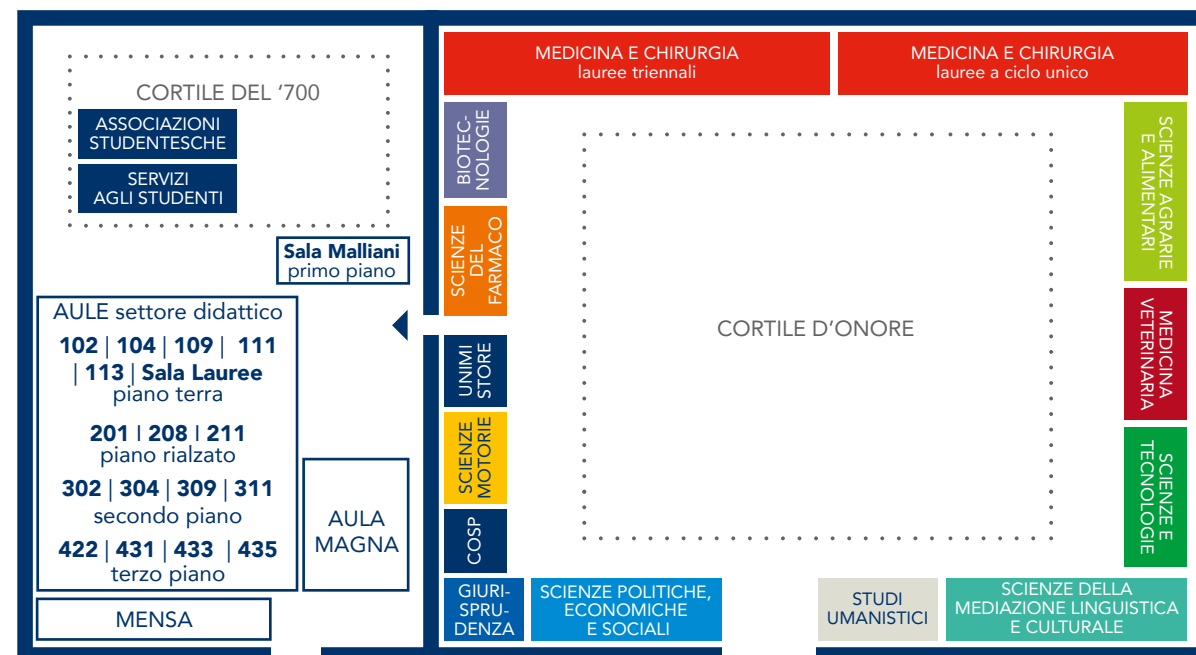 CORTILE DEL ‘700
ASSOCIAZIONI
STUDENTESCHE
SERVIZI
AGLI STUDENTI
Sala Malliani
primo piano
AULE settore didattico
102 | 104 | 109 | 111
| 113 | Sala Lauree
piano terra
201 | 208 | 211
piano rialzato
302 | 304 | 309 | 311
secondo piano
422 | 431 | 433 | 435
terzo piano
AULA
MAGNA
MENSA
MEDICINA E CHIRURGIA
lauree triennali
MEDICINA E CHIRURGIA
lauree a ciclo unico
BIOTEC-
NOLOGIE
SCIENZE
DEL
FARMACO
UNIMI
STORE
SCIENZE
MOTORIE
COSP
CORTILE D’ONORE
SCIENZE AGRARIE
E ALIMENTARI
MEDICINA
VETERINARIA
SCIENZE E
TECNOLOGIE
GIURI-
SPRU-
DENZA
SCIENZE POLITICHE,
ECONOMICHE
E SOCIALI
STUDI
UMANISTICI
SCIENZE DELLA
MEDIAZIONE LINGUISTICA
E CULTURALE